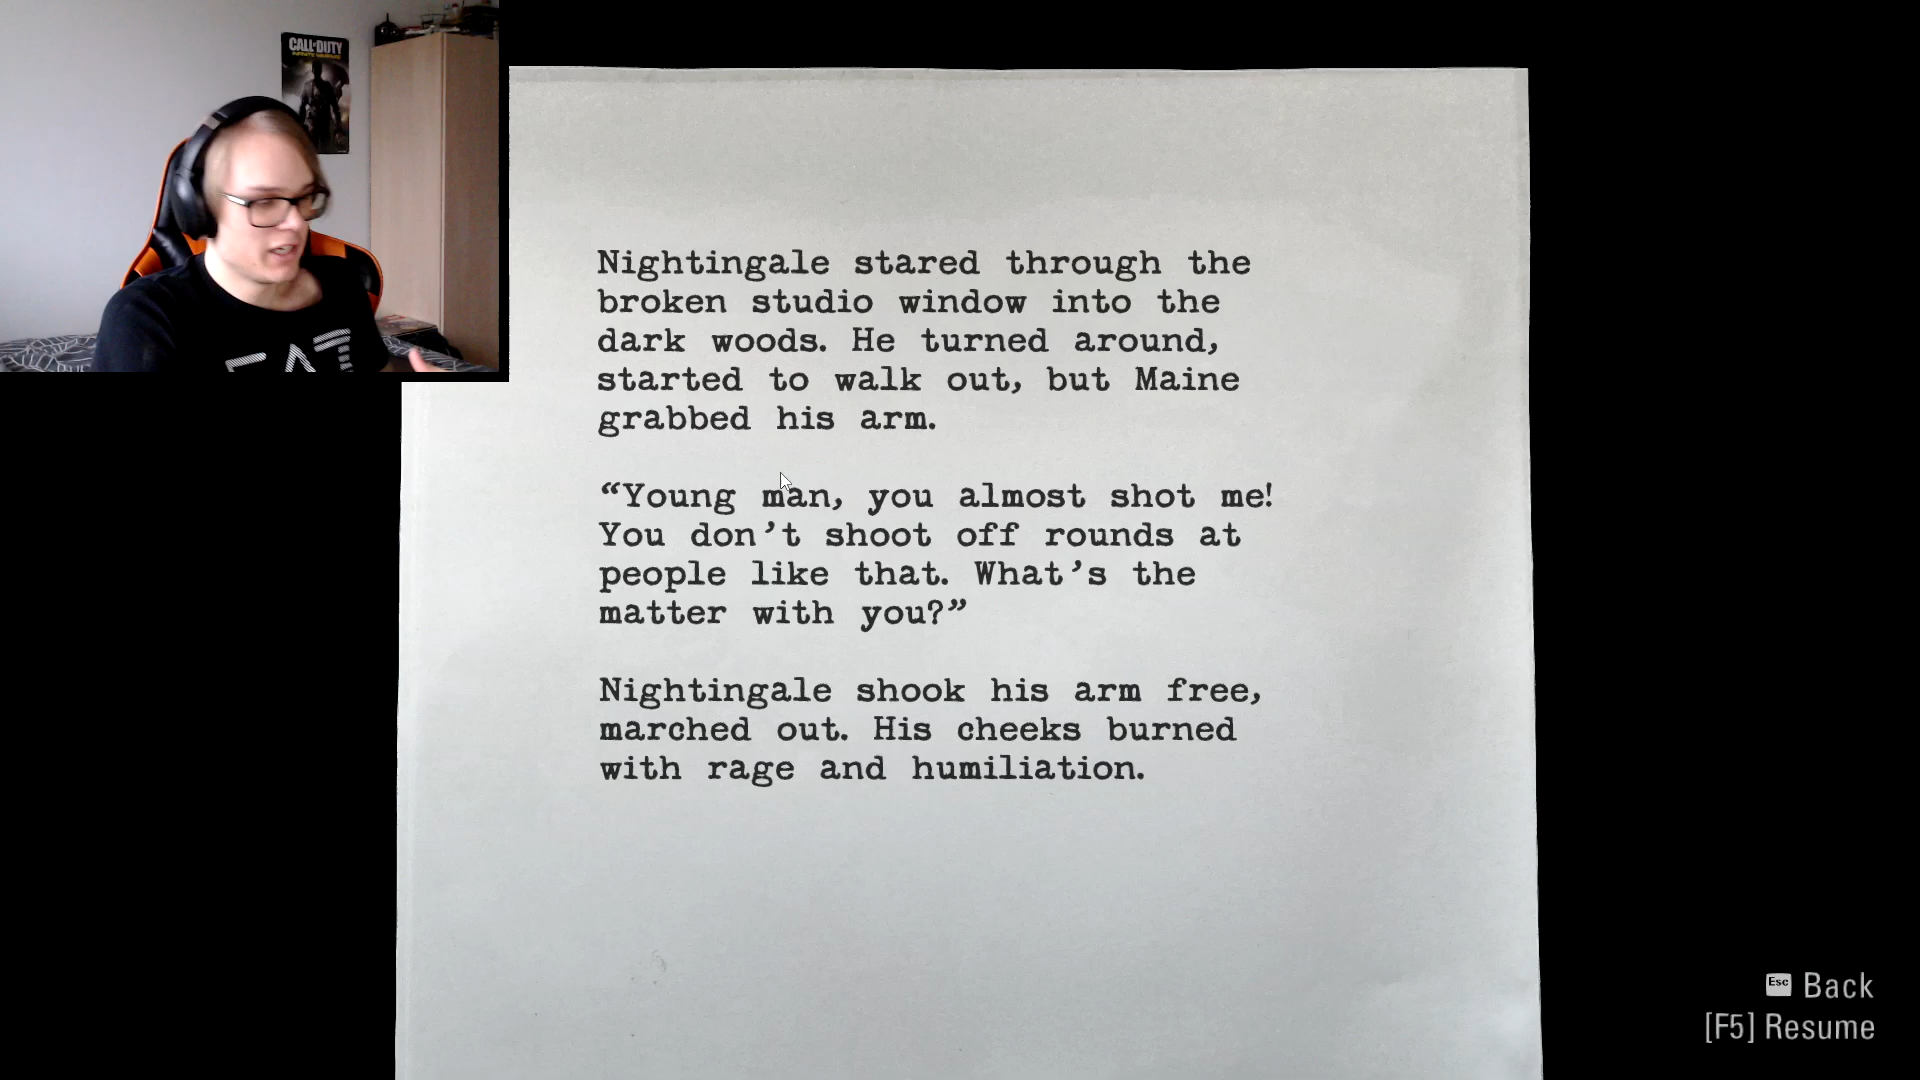 CALL OF DUTY
INFINITE WARFARE
Nightingale stared through the
broken studio window into the
dark woods. He turned around,
started to walk out, but Maine
grabbed his arm.
“Young man, you almost shot me!
You don’t shoot off rounds at
people like that. What’s the
matter with you?”
Nightingale shook his arm free,
marched out. His cheeks burned
with rage and humiliation.
Esc Back
[F5] Resume